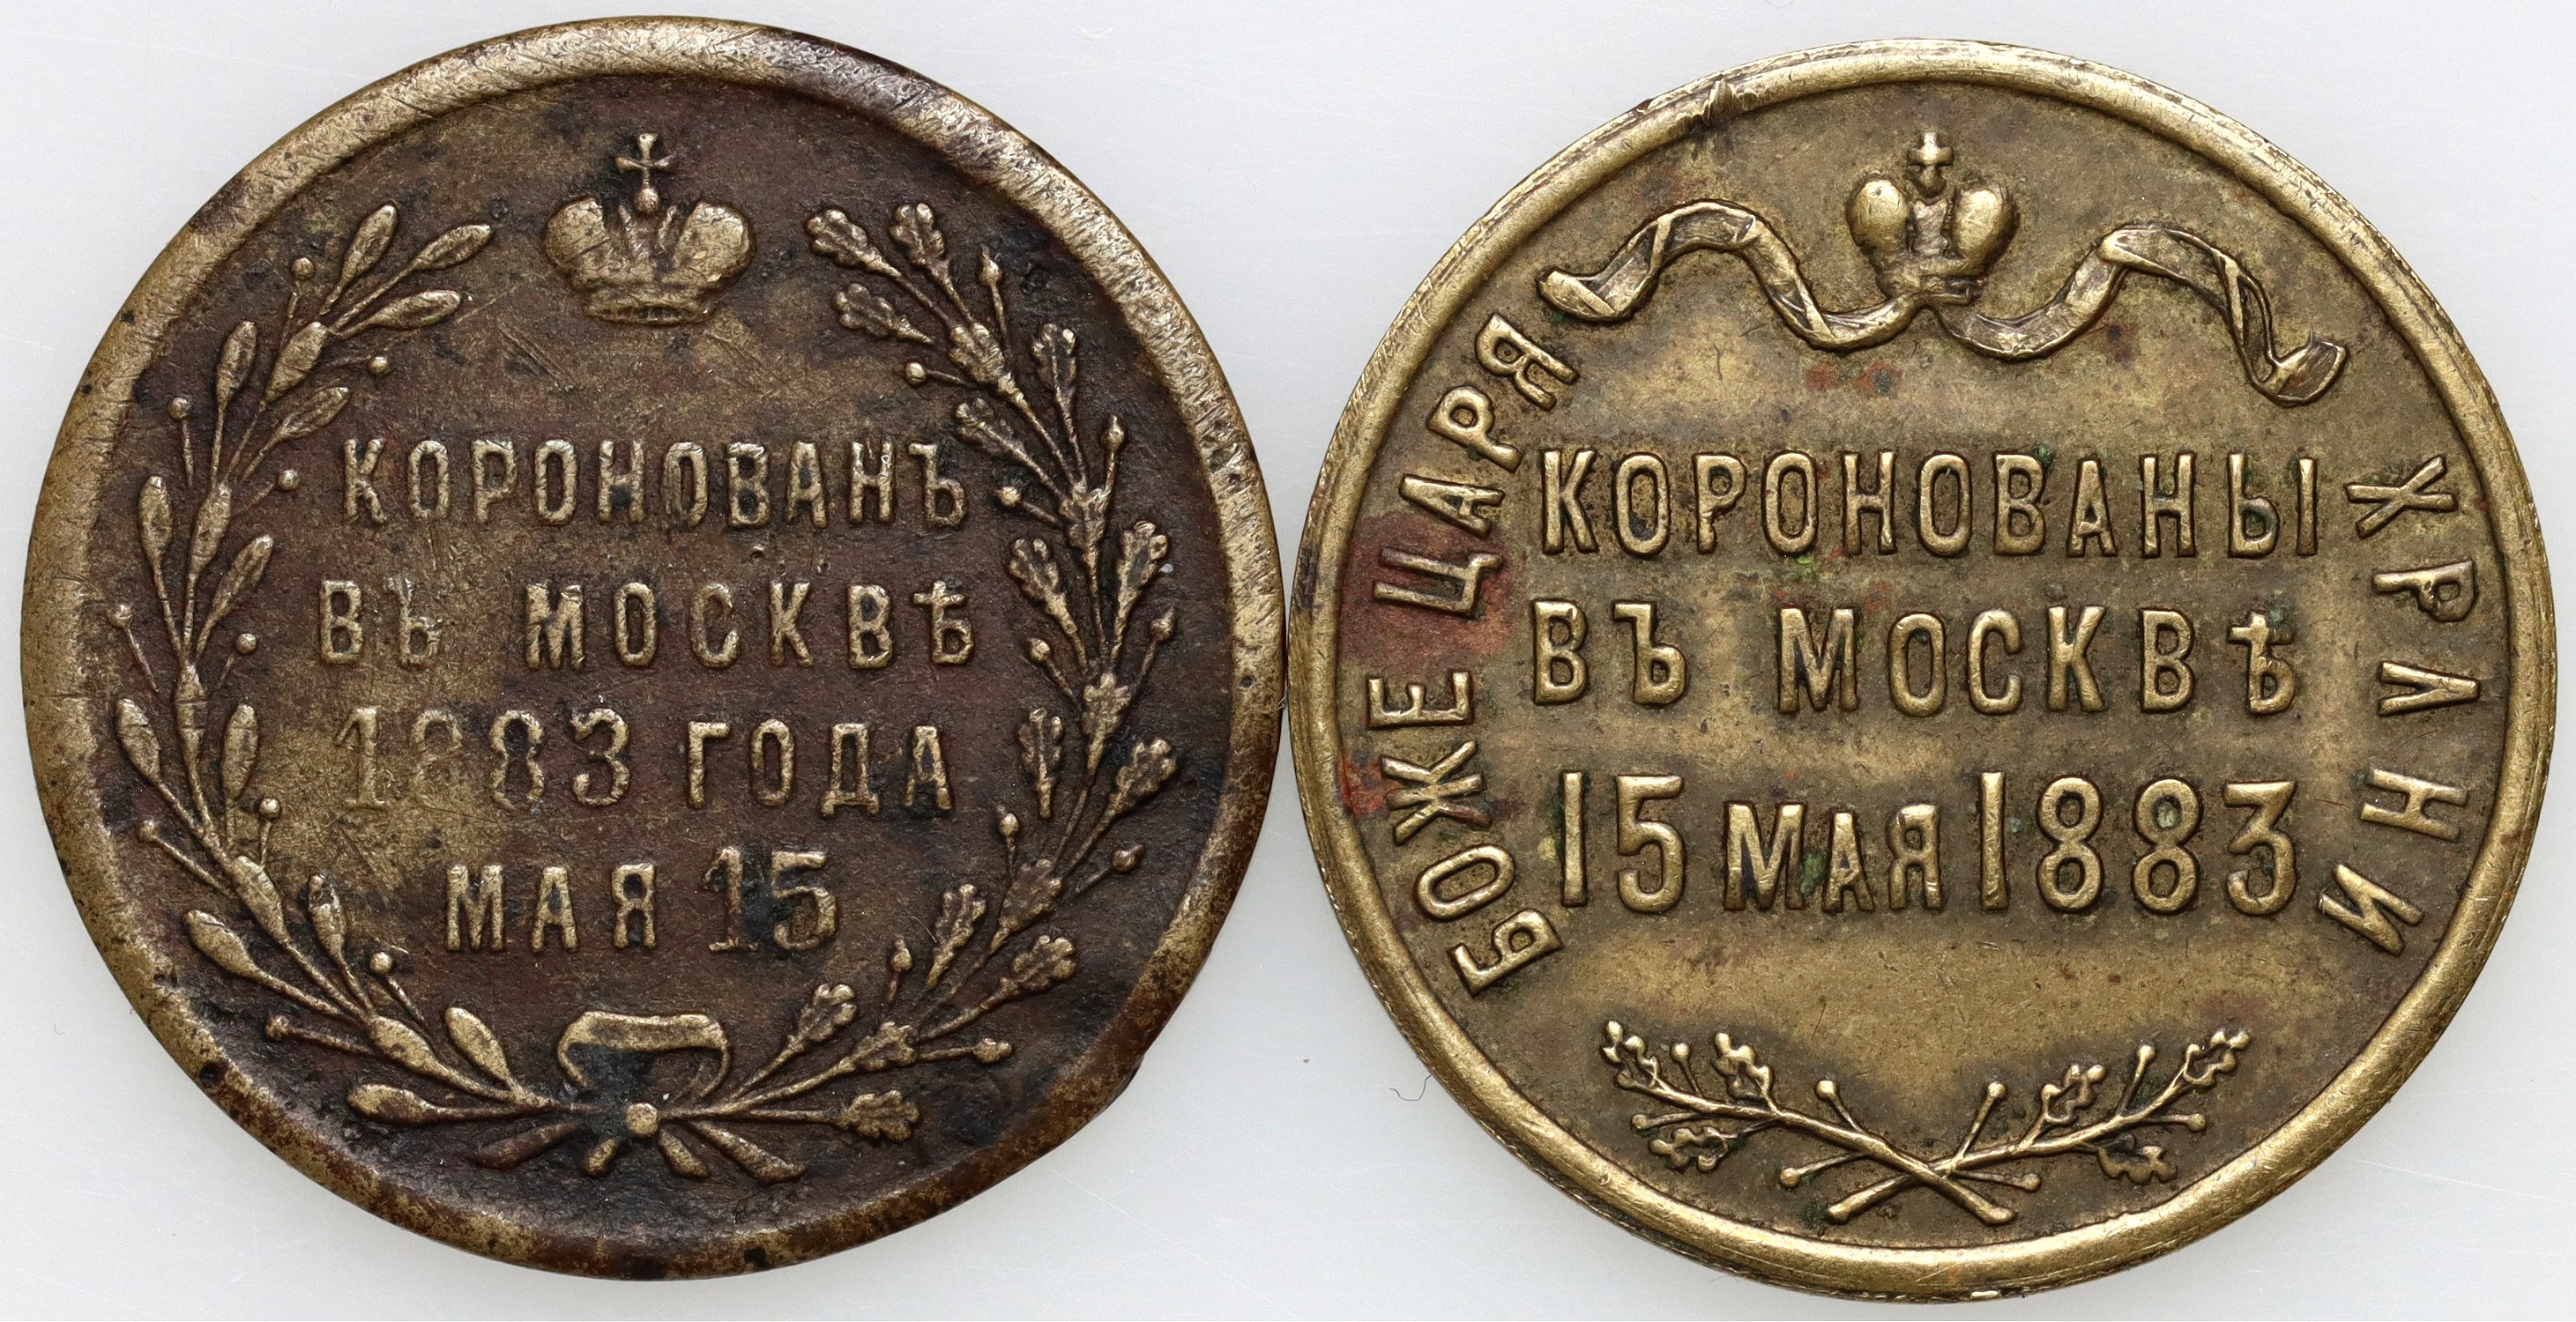 КОРОНОВАНЪ
ВЪ МОСКВѢ
1883 ГОДА
МАЯ 15
БОЖЕ ЦАРЯ ХРАНИ
КОРОНОВАНЫ
ВЪ МОСКВѢ
15 МАЯ 1883